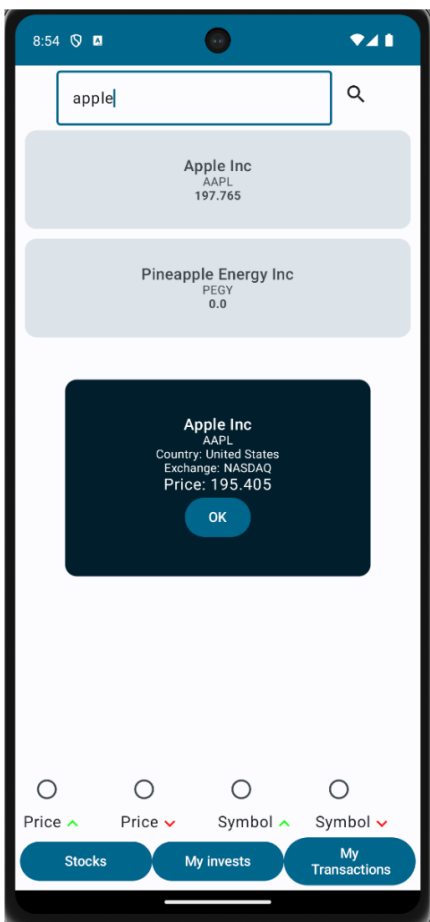 8:54
apple
Apple Inc
AAPL
197.765
Pineapple Energy Inc
PEGY
0.0
Apple Inc
AAPL
Country: United States
Exchange: NASDAQ
Price: 195.405
OK
Price Price Symbol Symbol
Stocks My invests My
Transactions